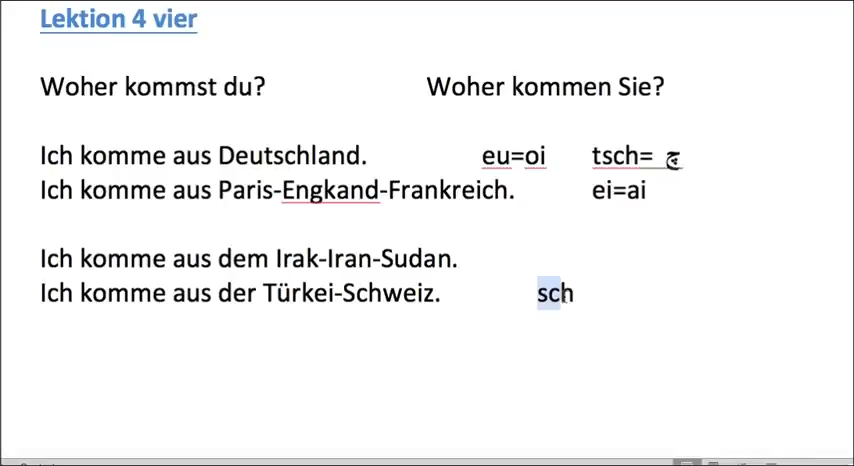 Lektion 4 vier
Woher kommst du? Woher kommen Sie?
Ich komme aus Deutschland. eu=oi tsch= چ
Ich komme aus Paris-Engkand-Frankreich. ei=ai
Ich komme aus dem Irak-Iran-Sudan.
Ich komme aus der Türkei-Schweiz. sch